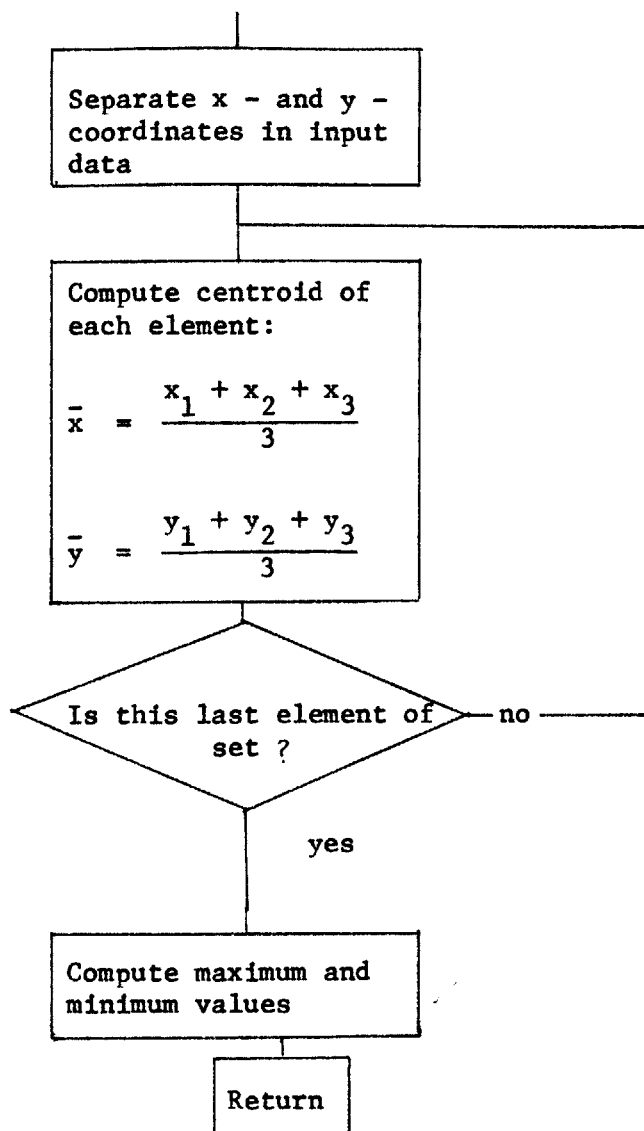 Separate x - and y -
coordinates in input
data
Compute centroid of
each element:
x̄ = (x₁ + x₂ + x₃) / 3
ȳ = (y₁ + y₂ + y₃) / 3
Is this last element of
set ?
no
yes
Compute maximum and
minimum values
Return